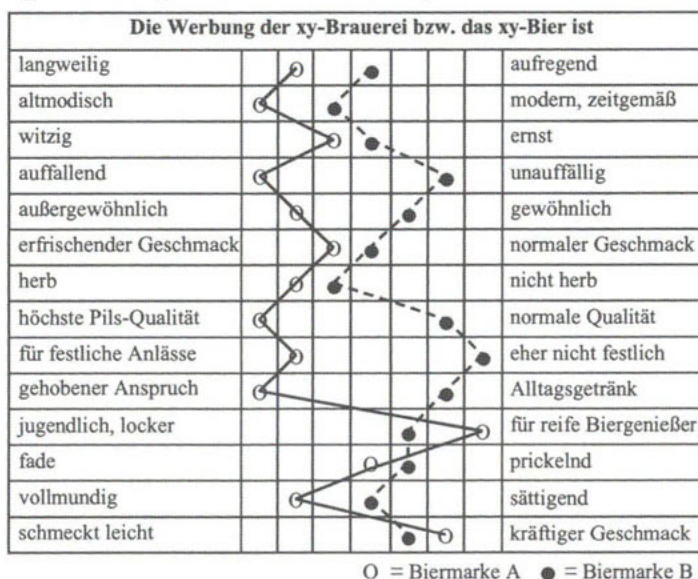 Die Werbung der xy-Brauerei bzw. das xy-Bier ist
langweilig aufregend
altmodisch modern, zeitgemäß
witzig ernst
auffallend unauffällig
außergewöhnlich gewöhnlich
erfrischender Geschmack normaler Geschmack
herb nicht herb
höchste Pils-Qualität normale Qualität
für festliche Anlässe eher nicht festlich
gehobener Anspruch Alltagsgetränk
jugendlich, locker für reife Biergenießer
fade prickelnd
vollmundig sättigend
schmeckt leicht kräftiger Geschmack
O = Biermarke A ● = Biermarke B